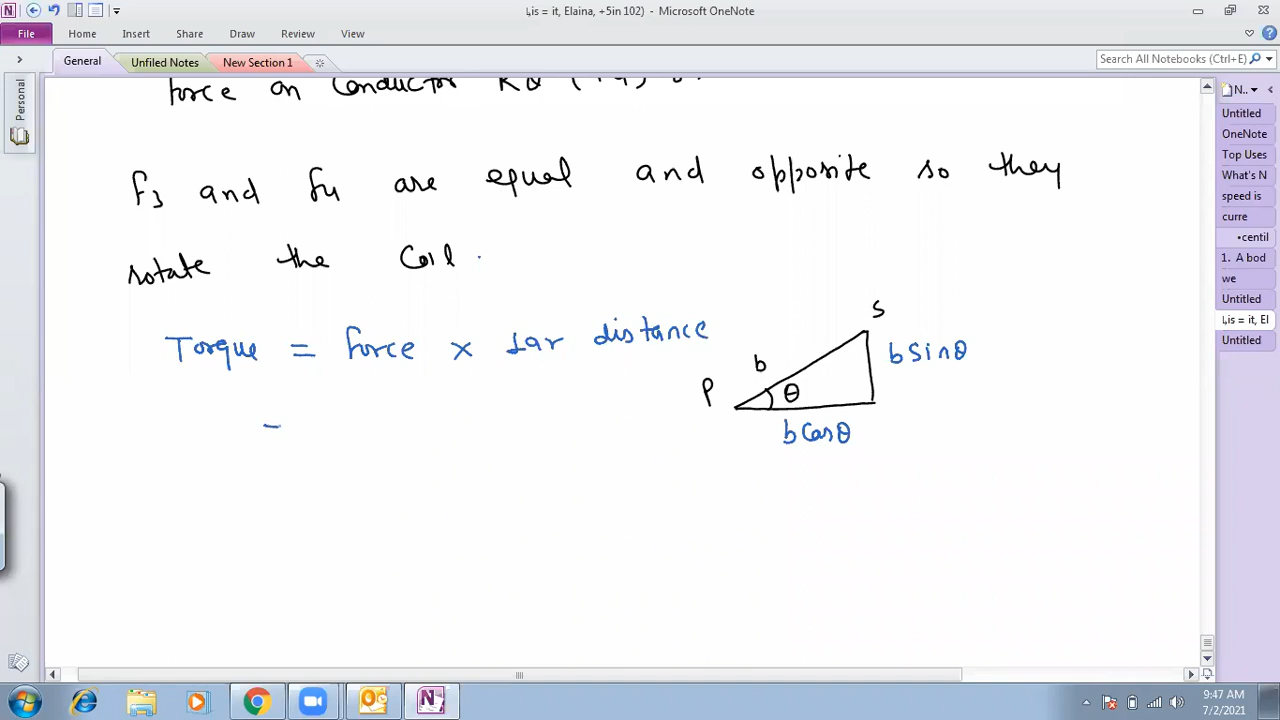 Lis = it, Elaina, +5in 102) - Microsoft OneNote
File Home Insert Share Draw Review View
General Unfiled Notes New Section 1
Search All Notebooks (Ctrl+E)
Personal
N..
Untitled
OneNote
Top Uses
What's N
speed is
curre
•centil
1. A bod
we
Untitled
Lis = it, El
Untitled
force on Conductor
F3 and F4 are equal and opposite so they
rotate the Coil
Torque = force × distance
S
b
b Sinθ
P
θ
b Cosθ
=
9:47 AM
7/2/2021